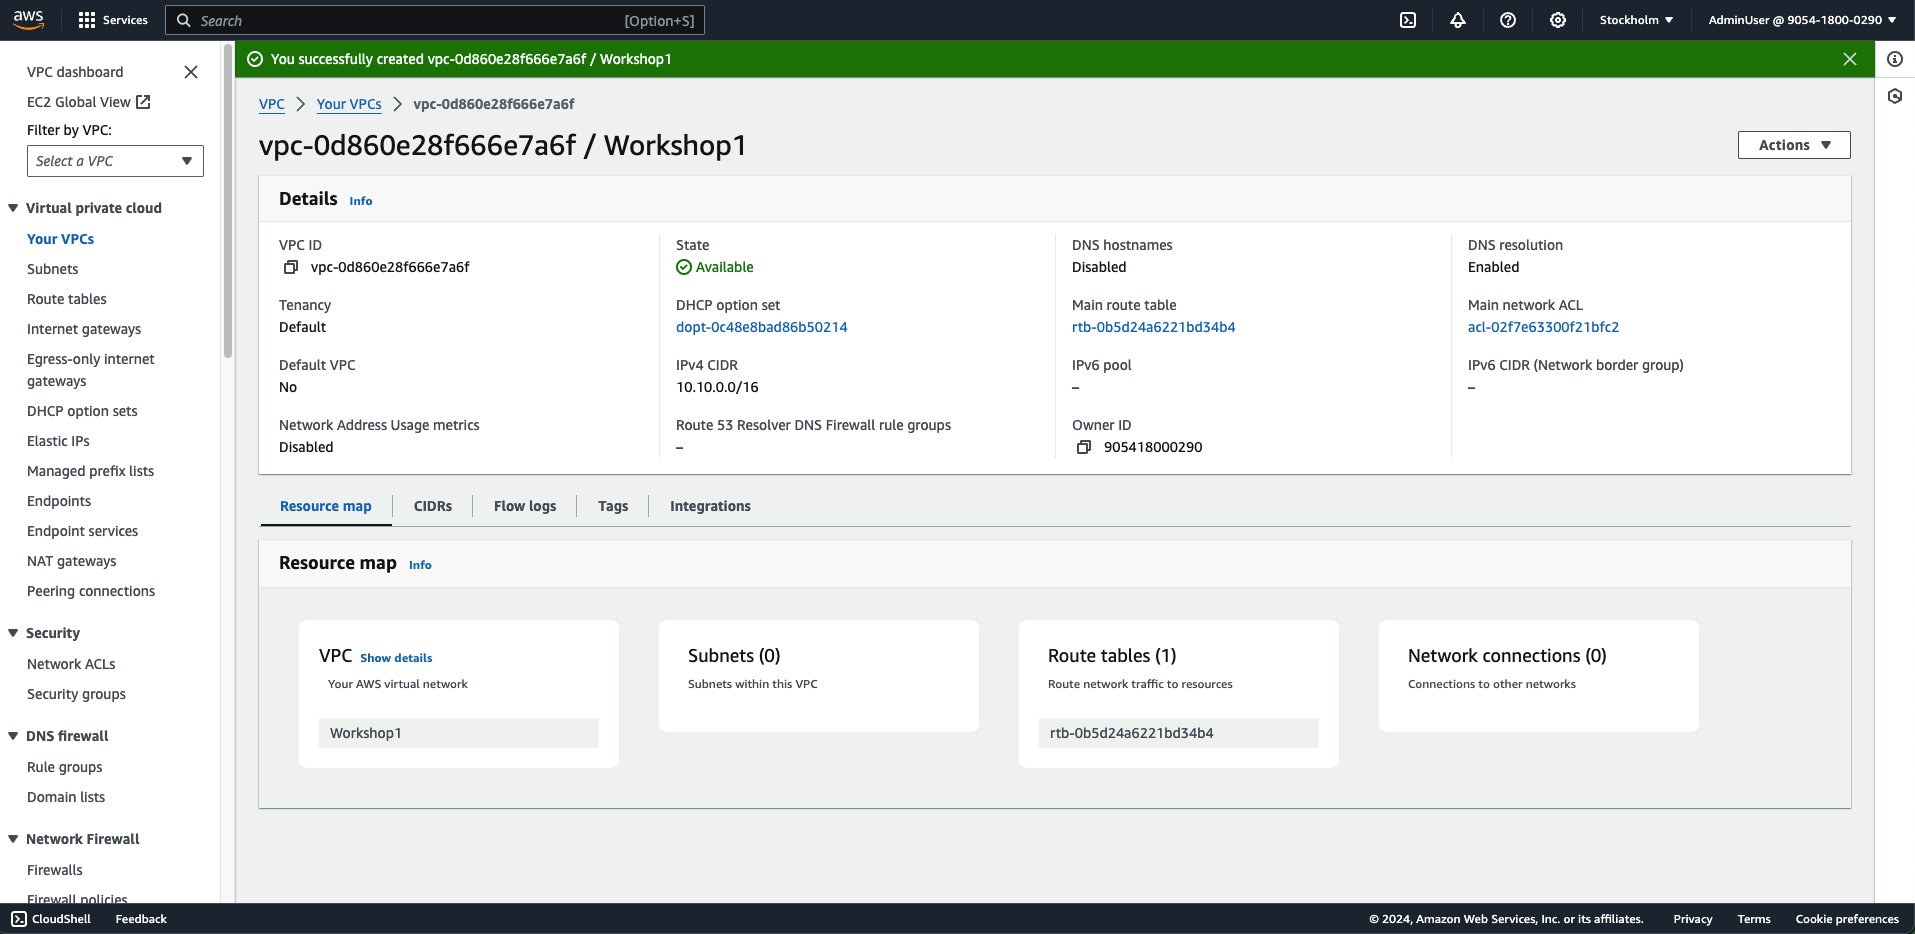 aws
Services
Search [Option+S]
Stockholm
AdminUser @ 9054-1800-0290
VPC dashboard
EC2 Global View
Filter by VPC:
Select a VPC
Virtual private cloud
Your VPCs
Subnets
Route tables
Internet gateways
Egress-only internet
gateways
DHCP option sets
Elastic IPs
Managed prefix lists
Endpoints
Endpoint services
NAT gateways
Peering connections
Security
Network ACLs
Security groups
DNS firewall
Rule groups
Domain lists
Network Firewall
Firewalls
Firewall policies
You successfully created vpc-0d860e28f666e7a6f / Workshop1
VPC > Your VPCs > vpc-0d860e28f666e7a6f
vpc-0d860e28f666e7a6f / Workshop1
Actions
Details Info
VPC ID
vpc-0d860e28f666e7a6f
State
Available
DNS hostnames
Disabled
DNS resolution
Enabled
Tenancy
Default
DHCP option set
dopt-0c48e8bad86b50214
Main route table
rtb-0b5d24a6221bd34b4
Main network ACL
acl-02f7e63300f21bfc2
Default VPC
No
IPv4 CIDR
10.10.0.0/16
IPv6 pool
–
IPv6 CIDR (Network border group)
–
Network Address Usage metrics
Disabled
Route 53 Resolver DNS Firewall rule groups
–
Owner ID
905418000290
Resource map
CIDRs
Flow logs
Tags
Integrations
Resource map Info
VPC Show details
Your AWS virtual network
Workshop1
Subnets (0)
Subnets within this VPC
Route tables (1)
Route network traffic to resources
rtb-0b5d24a6221bd34b4
Network connections (0)
Connections to other networks
CloudShell
Feedback
© 2024, Amazon Web Services, Inc. or its affiliates.
Privacy
Terms
Cookie preferences